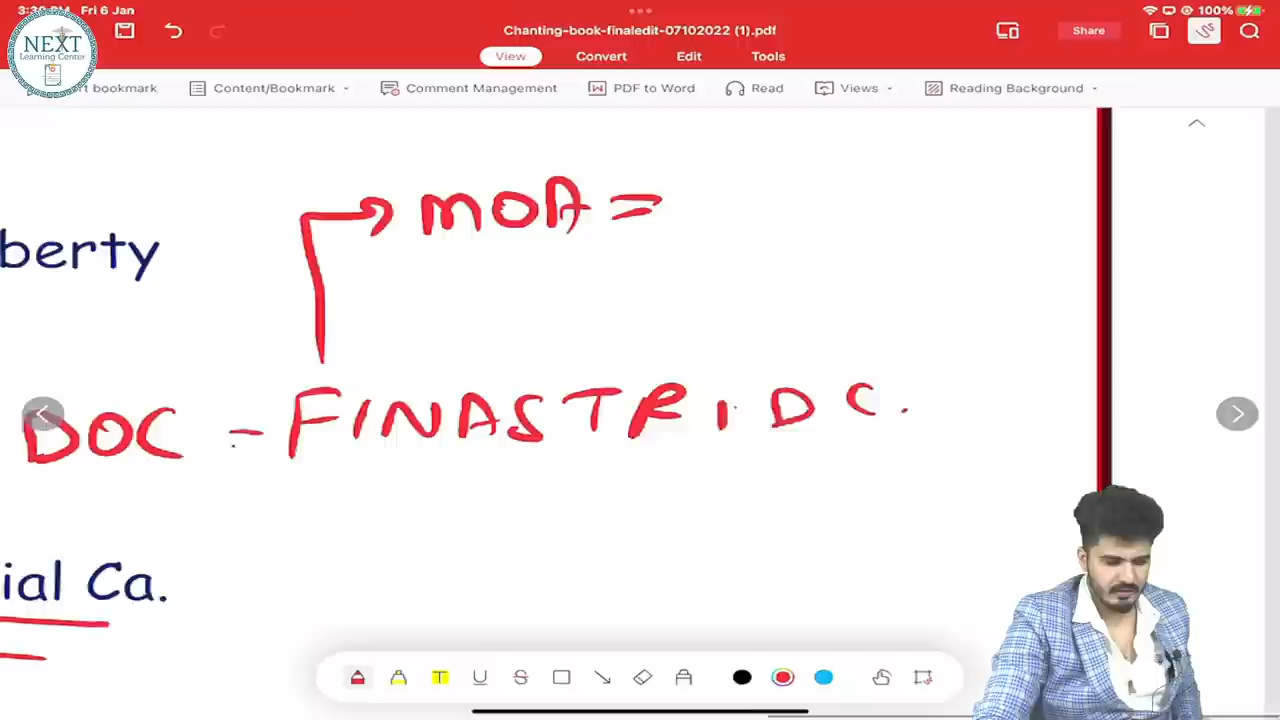 3:36 PM Fri 6 Jan
100%
NEXT
Learning Center
Chanting-book-finaledit-07102022 (1).pdf
Share
View Convert Edit Tools
bookmark Content/Bookmark Comment Management PDF to Word Read Views Reading Background
MOA =
berty
DOC - FINASTRIDE.
ial Ca.